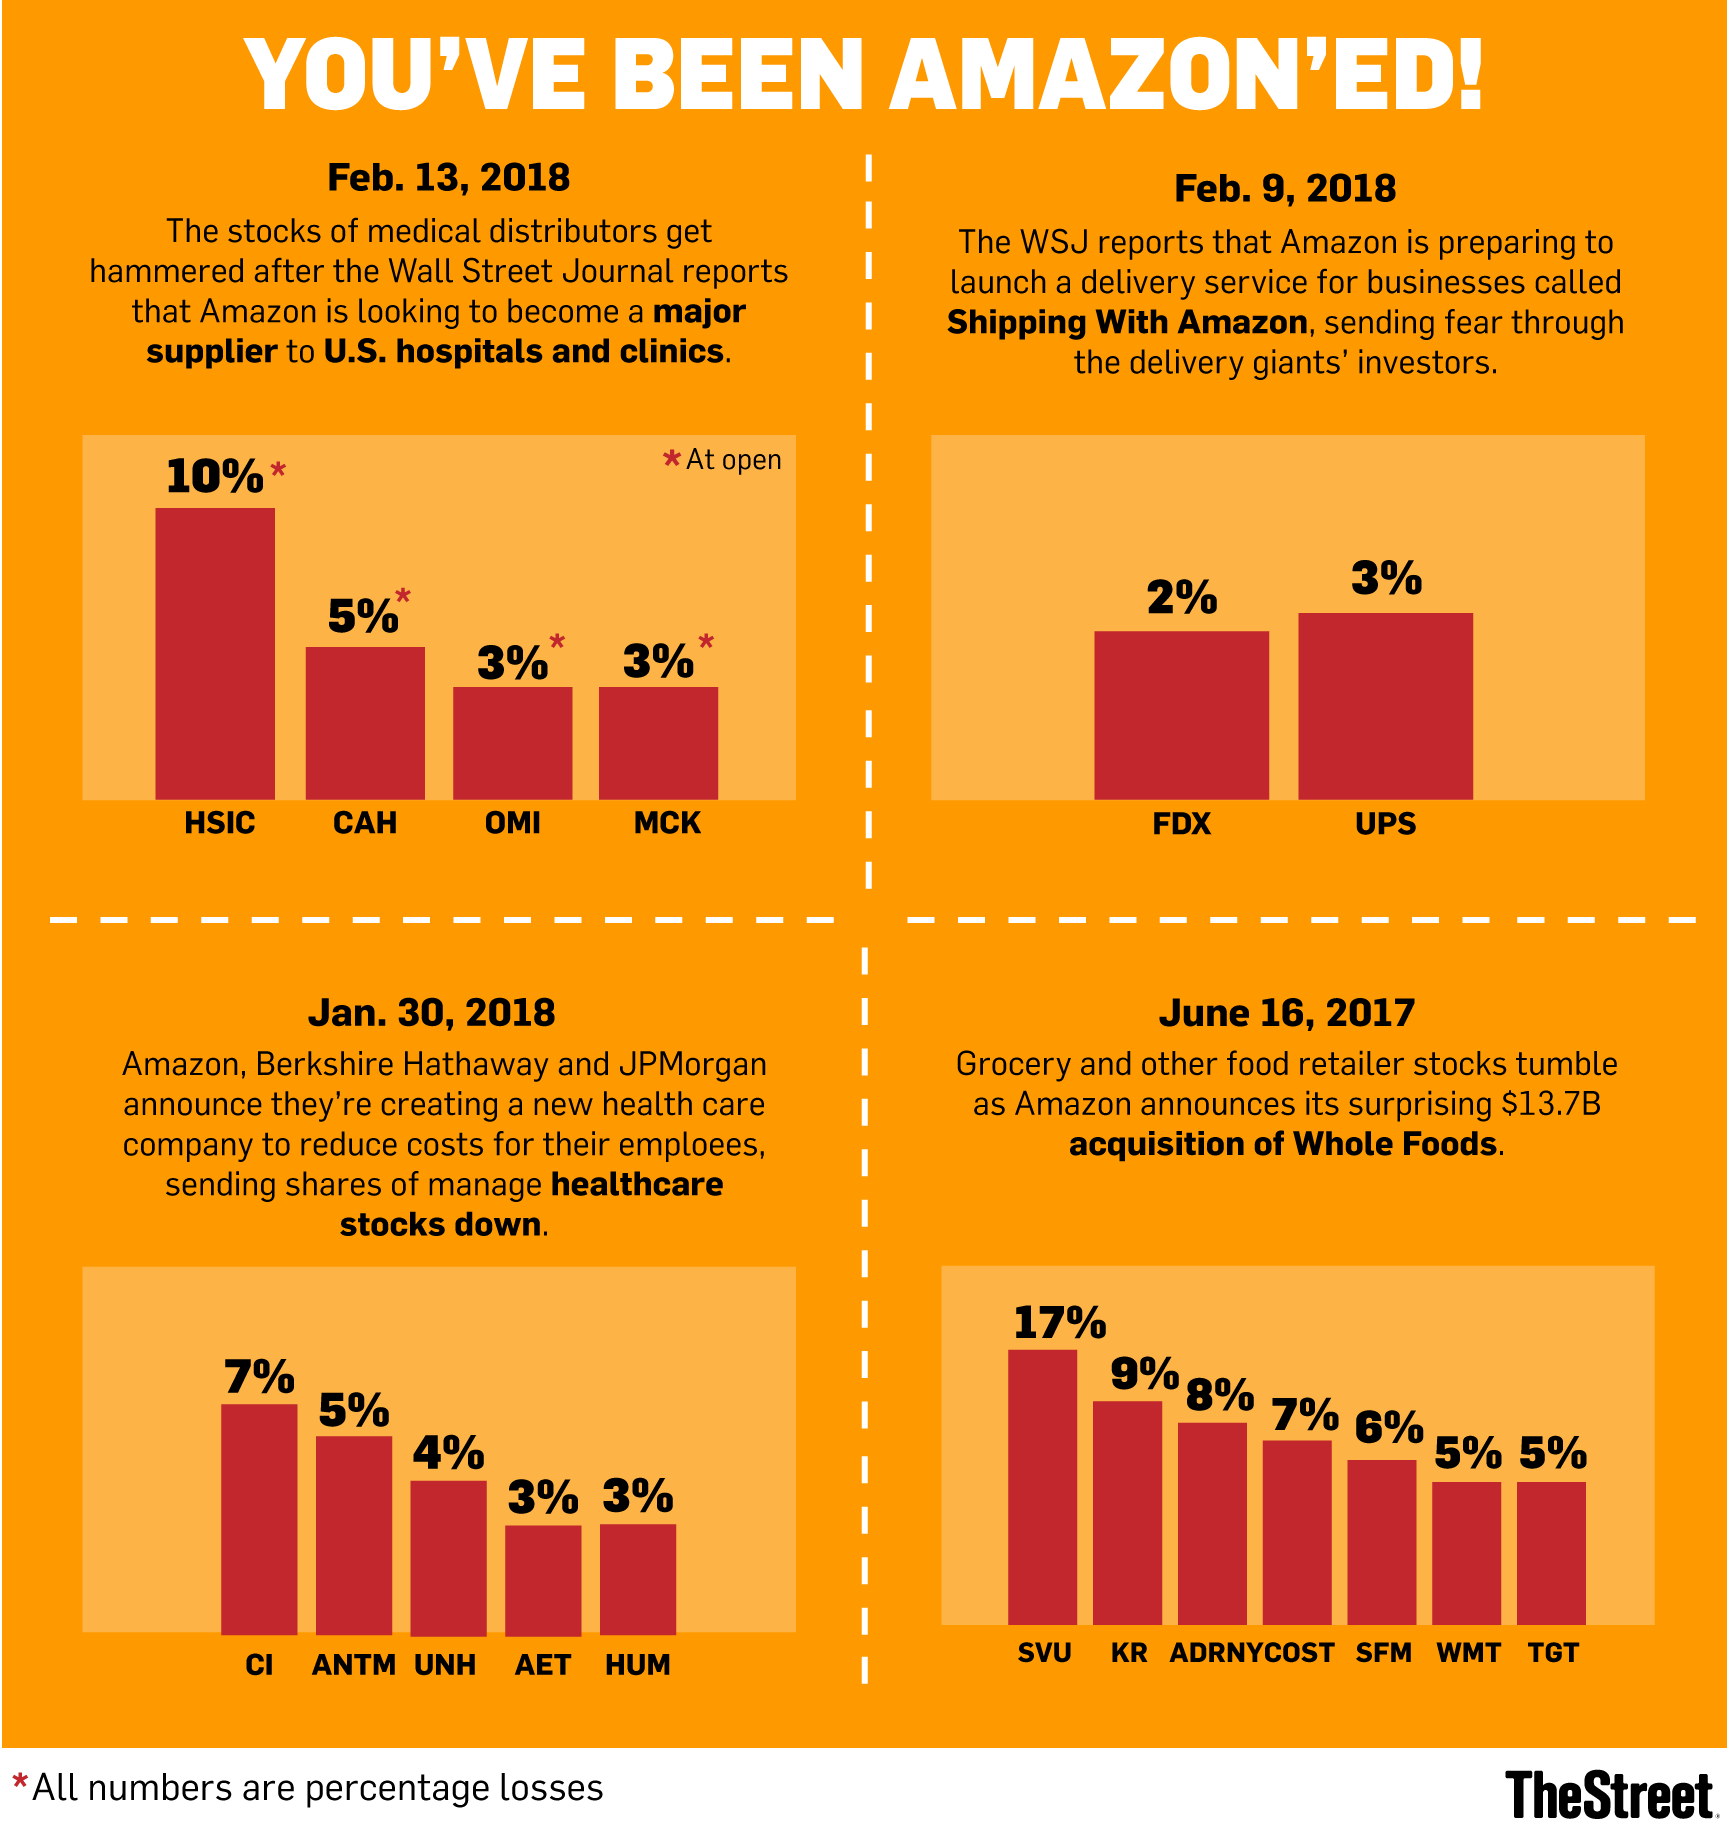 YOU'VE BEEN AMAZON'ED!
Feb. 13, 2018
The stocks of medical distributors get
hammered after the Wall Street Journal reports
that Amazon is looking to become a major
supplier to U.S. hospitals and clinics.
*At open
10%*
5%*
3%*
3%*
HSIC
CAH
OMI
MCK
Feb. 9, 2018
The WSJ reports that Amazon is preparing to
launch a delivery service for businesses called
Shipping With Amazon, sending fear through
the delivery giants' investors.
2%
3%
FDX
UPS
Jan. 30, 2018
Amazon, Berkshire Hathaway and JPMorgan
announce they're creating a new health care
company to reduce costs for their emploees,
sending shares of manage healthcare
stocks down.
7%
5%
4%
3%
3%
CI
ANTM
UNH
AET
HUM
June 16, 2017
Grocery and other food retailer stocks tumble
as Amazon announces its surprising $13.7B
acquisition of Whole Foods.
17%
9%
8%
7%
6%
5%
5%
SVU
KR
ADRNY
COST
SFM
WMT
TGT
*All numbers are percentage losses
TheStreet